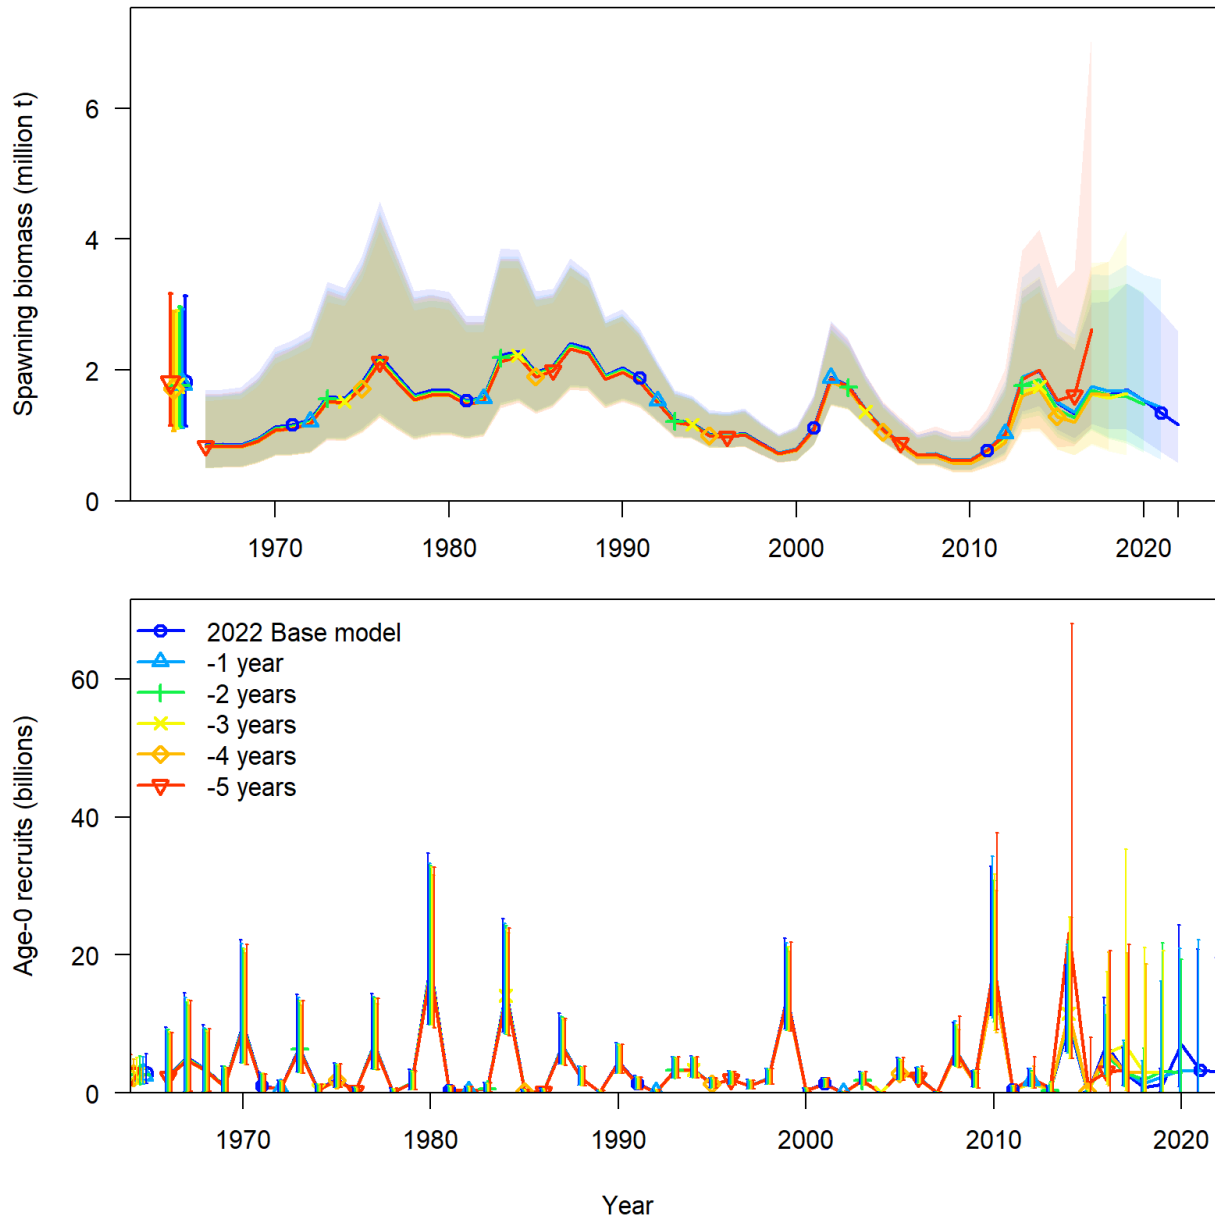 Spawning biomass (million t)
6
4
2
0
1970 1980 1990 2000 2010 2020
Age-0 recruits (billions)
60
40
20
0
2022 Base model
-1 year
-2 years
-3 years
-4 years
-5 years
1970 1980 1990 2000 2010 2020
Year